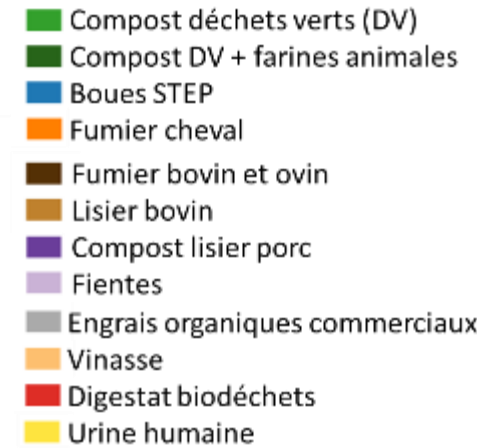 Compost déchets verts (DV)
Compost DV + farines animales
Boues STEP
Fumier cheval
Fumier bovin et ovin
Lisier bovin
Compost lisier porc
Fientes
Engrais organiques commerciaux
Vinasse
Digestat biodéchets
Urine humaine